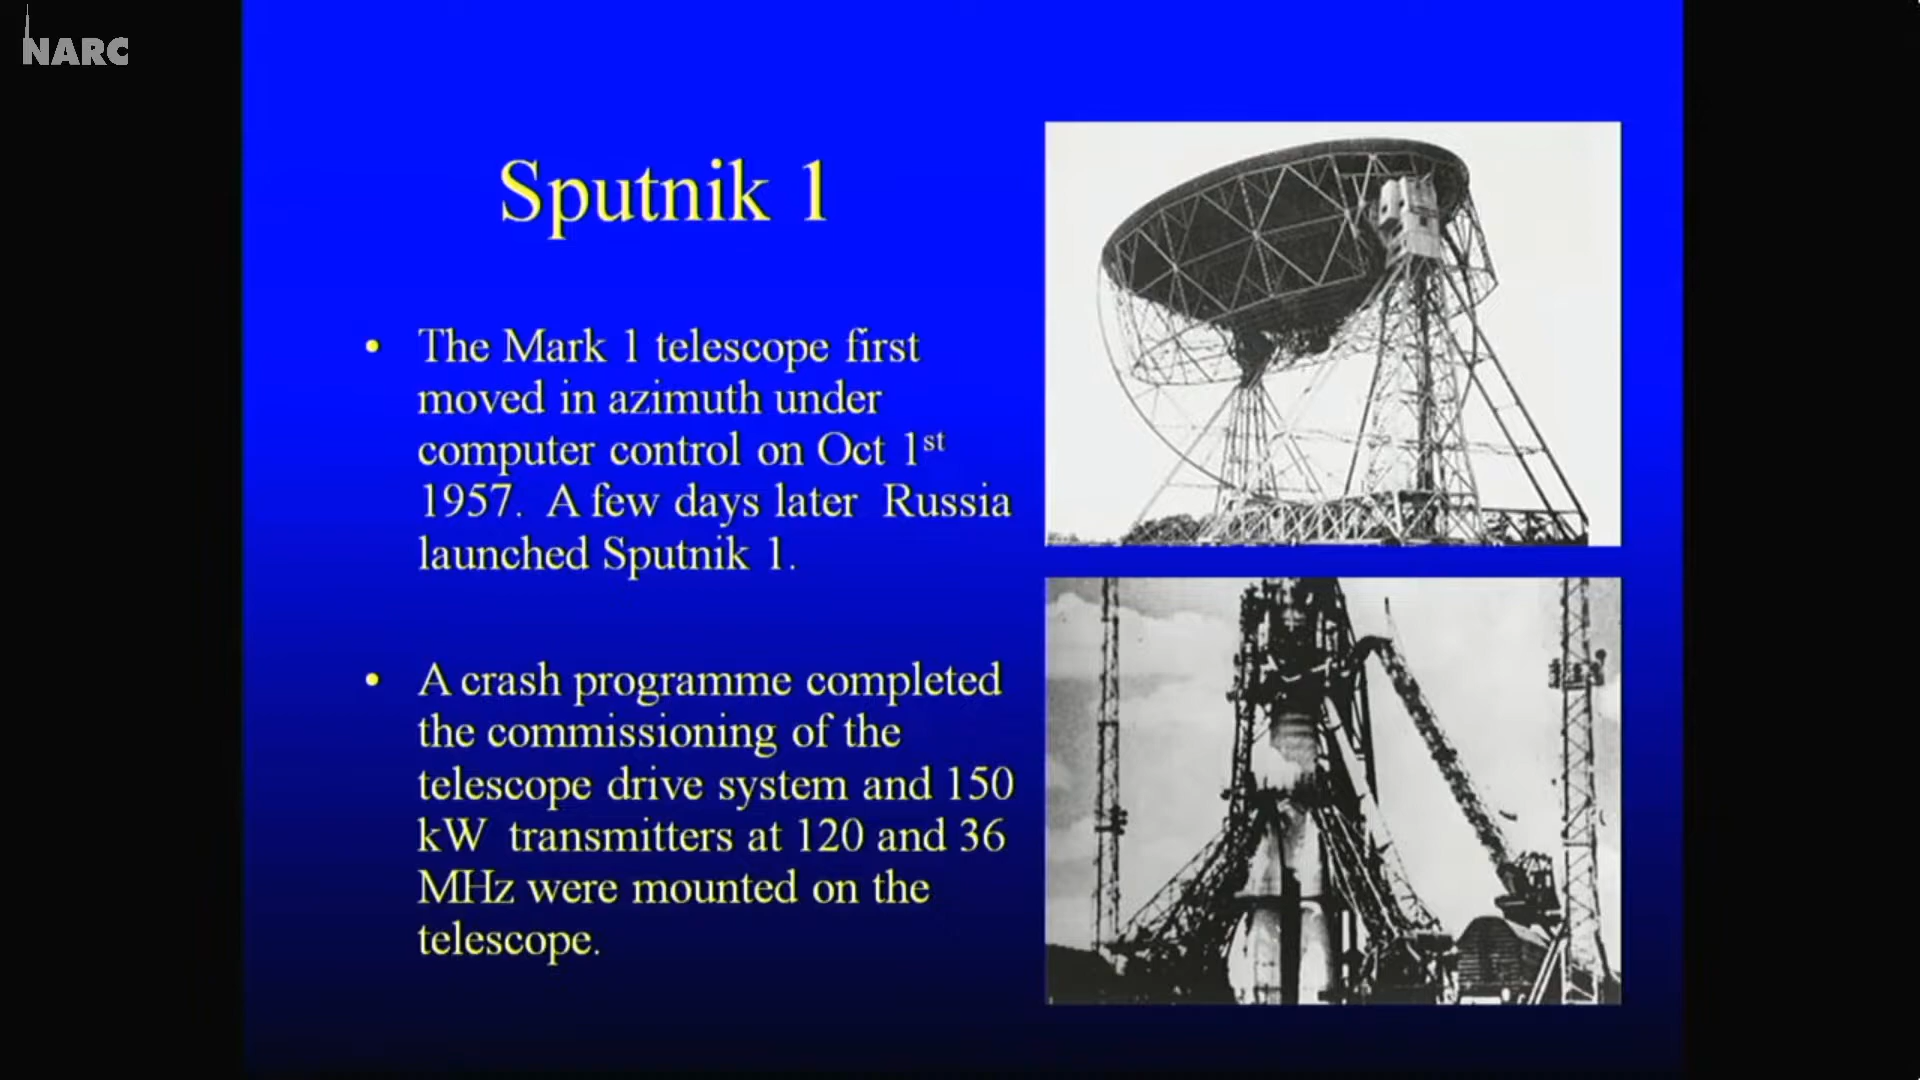 NARC
Sputnik 1
• The Mark 1 telescope first
moved in azimuth under
computer control on Oct 1st
1957. A few days later Russia
launched Sputnik 1.
• A crash programme completed
the commissioning of the
telescope drive system and 150
kW transmitters at 120 and 36
MHz were mounted on the
telescope.